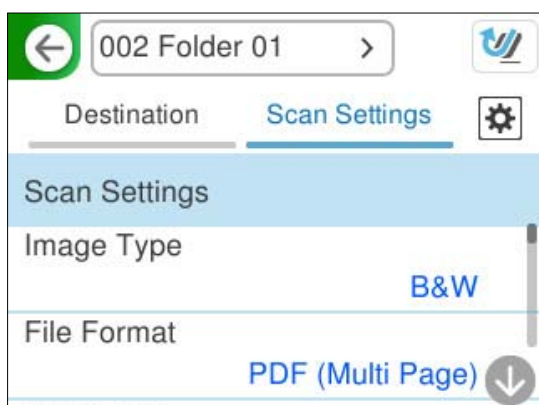 002 Folder 01 >
Destination Scan Settings
Scan Settings
Image Type
B&W
File Format
PDF (Multi Page)